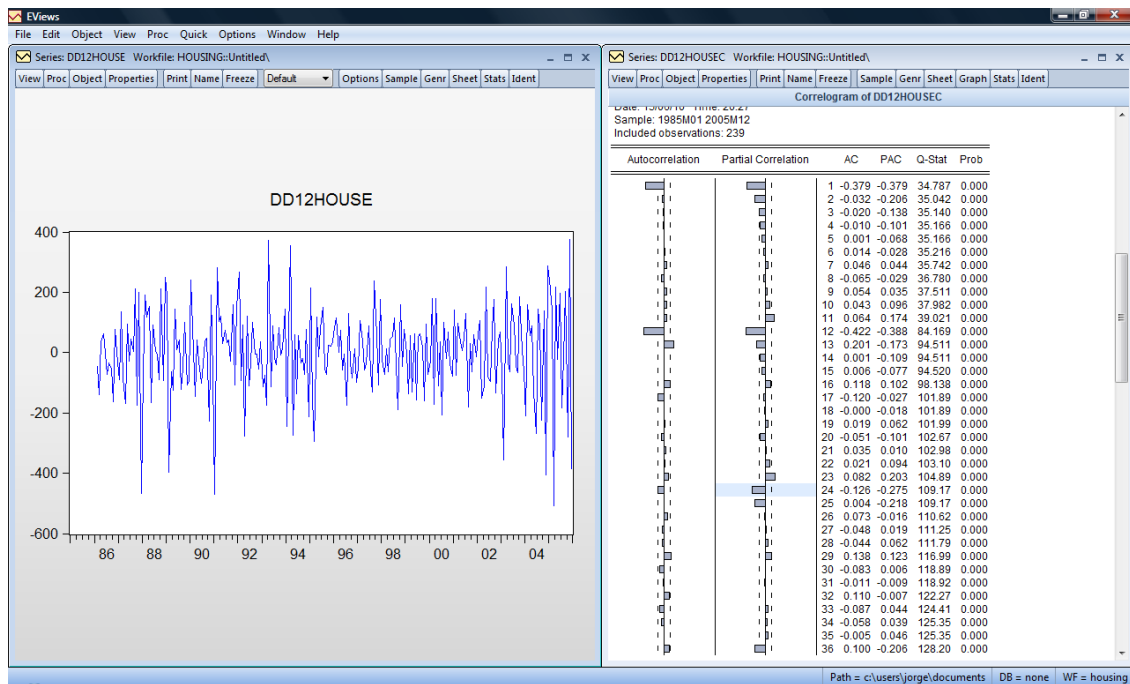 EViews
File Edit Object View Proc Quick Options Window Help
Series: DD12HOUSE Workfile: HOUSING::Untitled\
View Proc Object Properties Print Name Freeze Default Options Sample Genr Sheet Stats Ident
DD12HOUSE
400
200
0
-200
-400
-600
86 88 90 92 94 96 98 00 02 04
Series: DD12HOUSEC Workfile: HOUSING::Untitled\
View Proc Object Properties Print Name Freeze Sample Genr Sheet Graph Stats Ident
Correlogram of DD12HOUSEC
Sample: 1985M01 2005M12
Included observations: 239
Autocorrelation Partial Correlation AC PAC Q-Stat Prob
1 -0.379 -0.379 34.787 0.000
2 -0.032 -0.206 35.042 0.000
3 -0.020 -0.138 35.140 0.000
4 -0.010 -0.101 35.166 0.000
5 0.001 -0.068 35.166 0.000
6 0.014 -0.028 35.216 0.000
7 0.046 0.044 35.742 0.000
8 -0.065 -0.029 36.780 0.000
9 0.054 0.035 37.511 0.000
10 0.043 0.096 37.982 0.000
11 0.064 0.174 39.021 0.000
12 -0.422 -0.388 84.169 0.000
13 0.201 -0.173 94.511 0.000
14 0.001 -0.109 94.511 0.000
15 0.006 -0.077 94.520 0.000
16 0.118 0.102 98.138 0.000
17 -0.120 -0.027 101.89 0.000
18 -0.000 -0.018 101.89 0.000
19 0.019 0.062 101.99 0.000
20 -0.051 -0.101 102.67 0.000
21 0.035 0.010 102.98 0.000
22 0.021 0.094 103.10 0.000
23 0.082 0.203 104.89 0.000
24 -0.126 -0.275 109.17 0.000
25 0.004 -0.218 109.17 0.000
26 0.073 -0.016 110.62 0.000
27 -0.048 0.019 111.25 0.000
28 -0.044 0.062 111.79 0.000
29 0.138 0.123 116.99 0.000
30 -0.083 0.006 118.89 0.000
31 -0.011 -0.009 118.92 0.000
32 0.110 -0.007 122.27 0.000
33 -0.087 0.044 124.41 0.000
34 -0.058 0.039 125.35 0.000
35 -0.005 0.046 125.35 0.000
36 0.100 -0.206 128.20 0.000
Path = c:\users\jorge\documents DB = none WF = housing